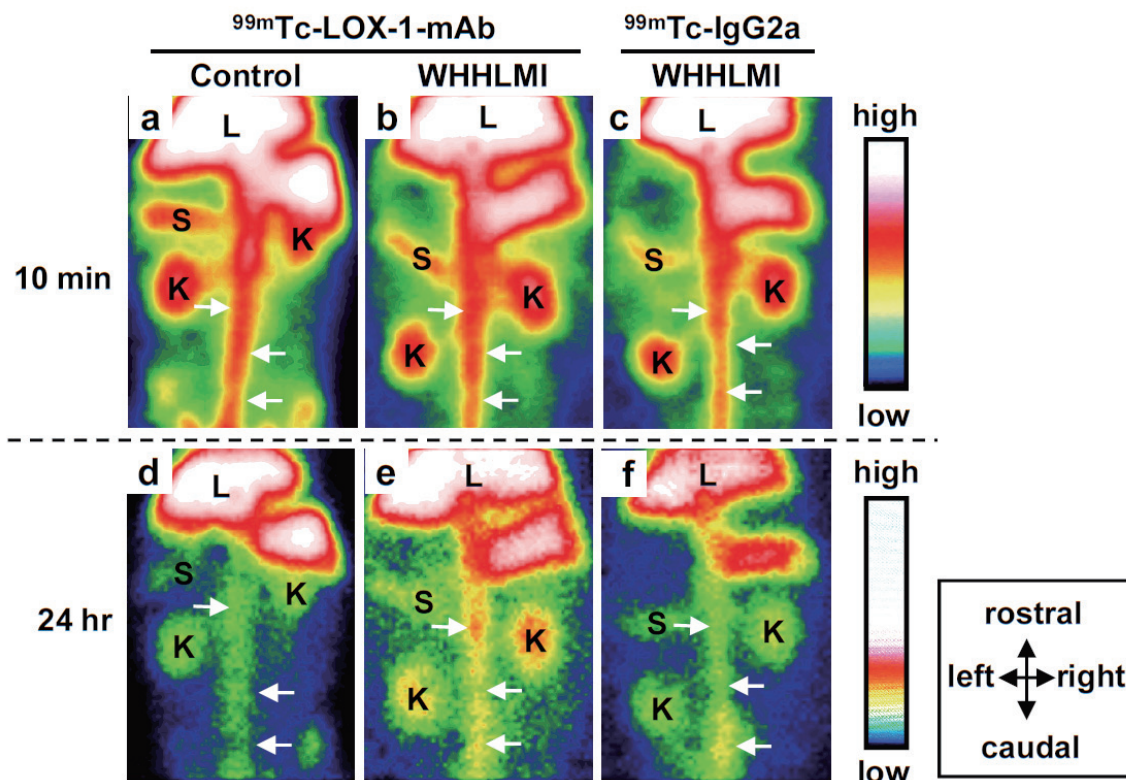 99mTc-LOX-1-mAb 99mTc-IgG2a
Control WHHLMI WHHLMI
a L b L c L high
S K S S
10 min K K K
K K
low
d L e L f L high
S K S S
24 hr K K K
K K
low
rostral
left right
caudal